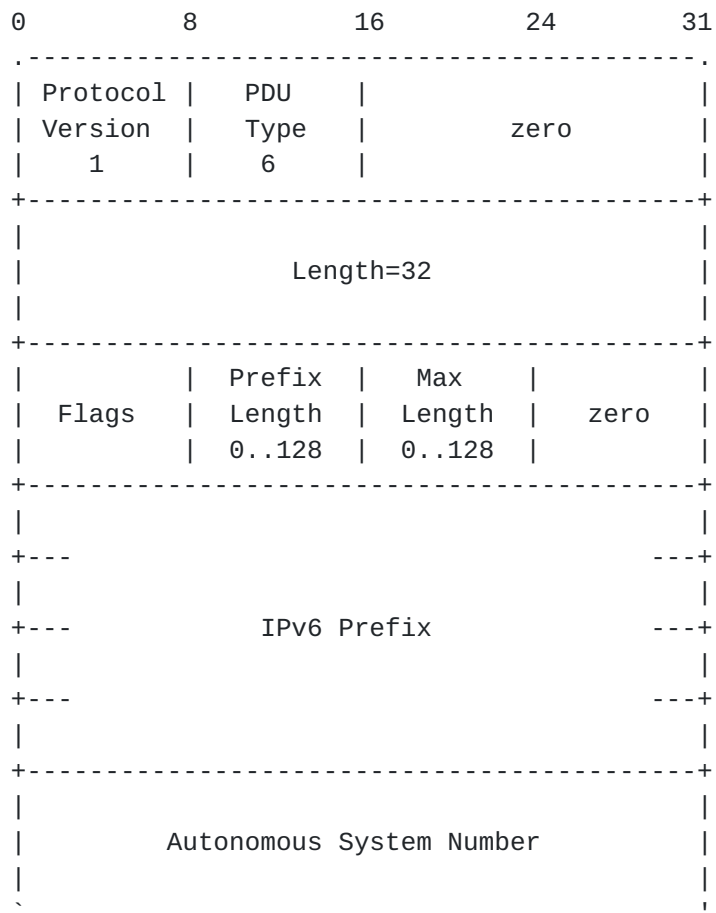 0          8          16         24        31
.-------------------------------------------.
| Protocol |   PDU    |                     |
| Version  |   Type   |         zero        |
|    1     |    6     |                     |
+-------------------------------------------+
|                                           |
|                 Length=32                 |
|                                           |
+-------------------------------------------+
|          |  Prefix  |   Max    |          |
|  Flags   |  Length  |  Length  |   zero   |
|          |  0..128  |  0..128  |          |
+-------------------------------------------+
|                                           |
+---                                     ---+
|                                           |
+---            IPv6 Prefix              ---+
|                                           |
+---                                     ---+
|                                           |
+-------------------------------------------+
|                                           |
|         Autonomous System Number          |
|                                           |
`                                           '